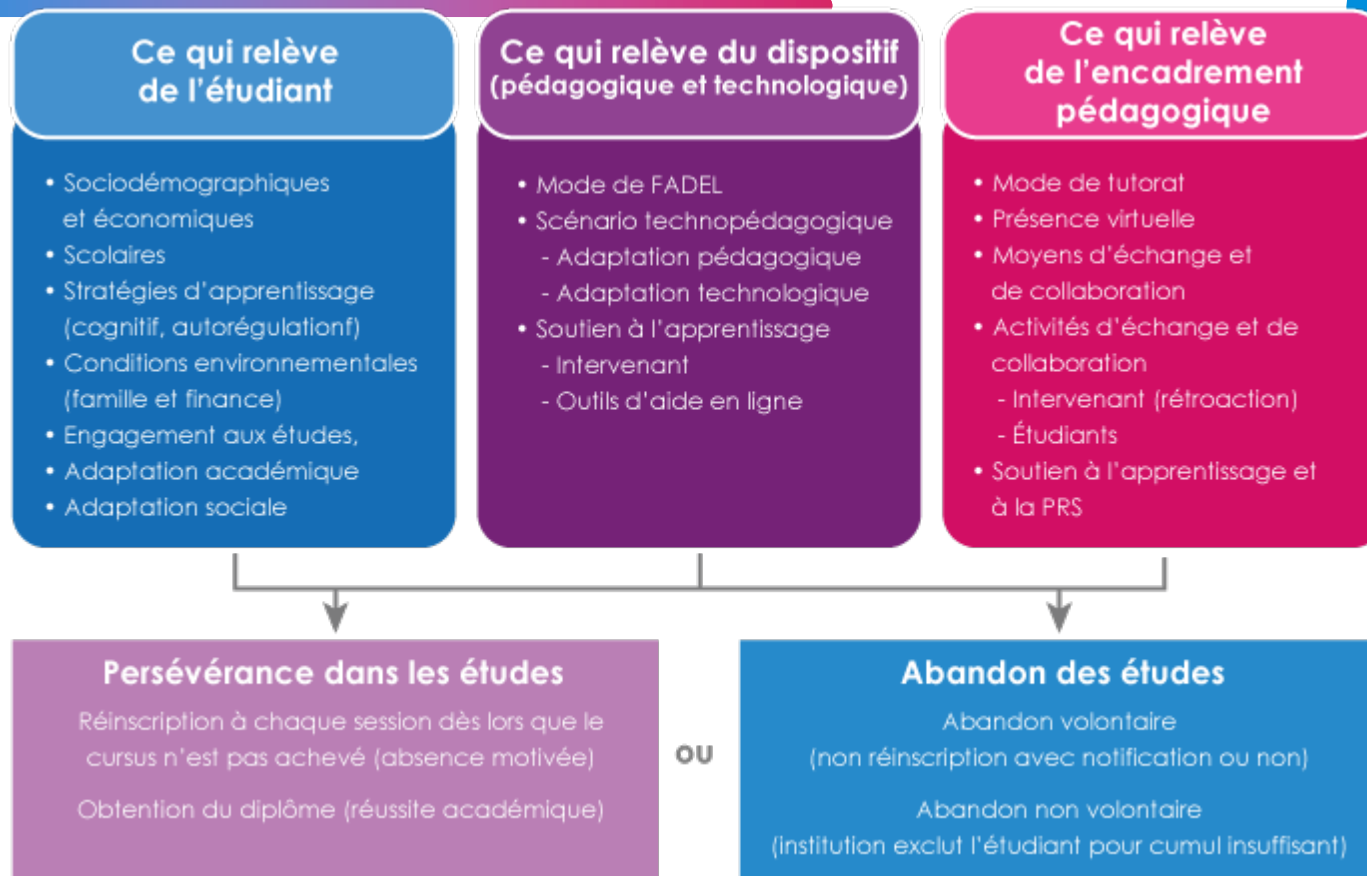 Ce qui relève
de l'étudiant
• Sociodémographiques
et économiques
• Scolaires
• Stratégies d'apprentissage
(cognitif, autorégulationf)
• Conditions environnementales
(famille et finance)
• Engagement aux études,
• Adaptation académique
• Adaptation sociale
Ce qui relève du dispositif
(pédagogique et technologique)
• Mode de FADEL
• Scénario technopédagogique
- Adaptation pédagogique
- Adaptation technologique
• Soutien à l'apprentissage
- Intervenant
- Outils d'aide en ligne
Ce qui relève
de l'encadrement
pédagogique
• Mode de tutorat
• Présence virtuelle
• Moyens d'échange et
de collaboration
• Activités d'échange et de
collaboration
- Intervenant (rétroaction)
- Étudiants
• Soutien à l'apprentissage et
à la PRS
Persévérance dans les études
Réinscription à chaque session dès lors que le
cursus n'est pas achevé (absence motivée)
Obtention du diplôme (réussite académique)
ou
Abandon des études
Abandon volontaire
(non réinscription avec notification ou non)
Abandon non volontaire
(institution exclut l'étudiant pour cumul insuffisant)